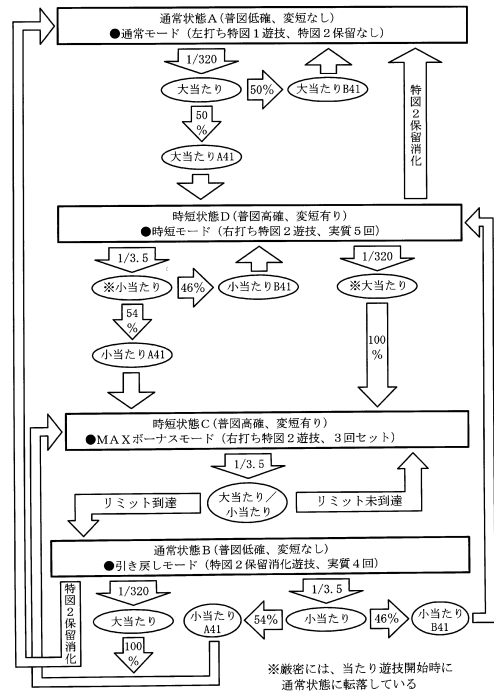 通常状態A（普図低確、変短なし）
●通常モード（左打ち特図1遊技、特図2保留なし）
1/320
大当たり
50%
大当たりB41
50
%
大当たりA41
特図2保留消化
時短状態D（普図高確、変短有り）
●時短モード（右打ち特図2遊技、実質5回）
1/3.5
1/320
※小当たり
46%
小当たりB41
※大当たり
54
%
小当たりA41
100
%
時短状態C（普図高確、変短有り）
●MAXボーナスモード（右打ち特図2遊技、3回セット）
1/3.5
リミット到達
大当たり／
小当たり
リミット未到達
通常状態B（普図低確、変短なし）
●引き戻しモード（特図2保留消化遊技、実質4回）
特図2保留消化
1/320
1/3.5
大当たり
小当たり
A41
54%
小当たり
46%
小当たり
B41
100
%
※厳密には、当たり遊技開始時に
通常状態に転落している